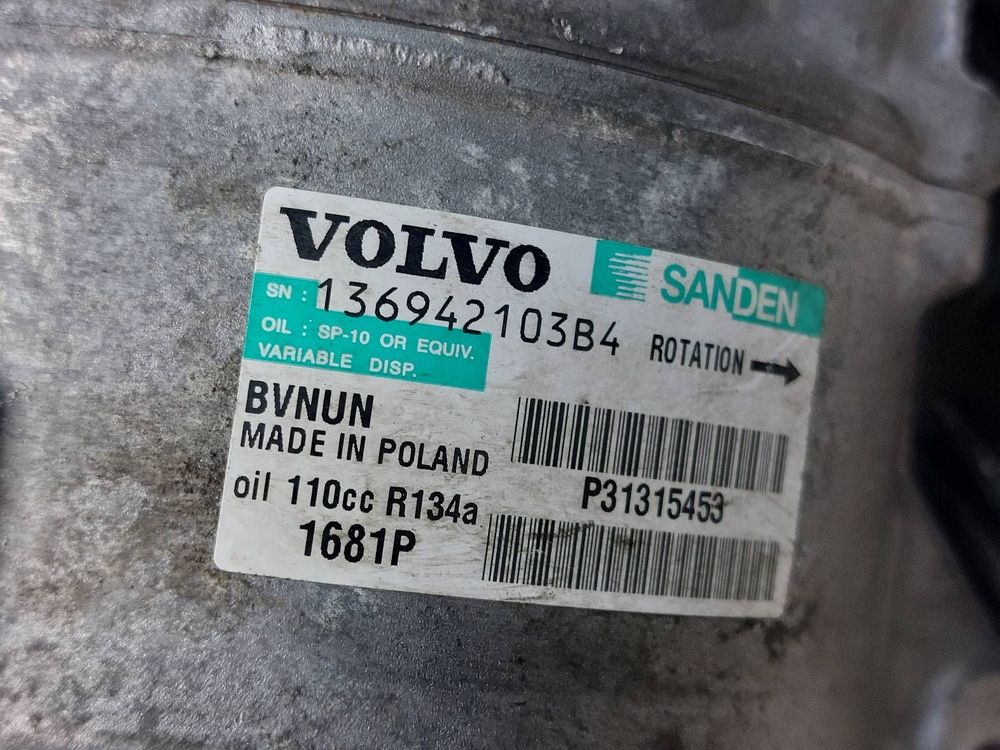 VOLVO
SANDEN
SN : 136942103B4
OIL : SP-10 OR EQUIV.
VARIABLE DISP.
ROTATION
BVNUN
MADE IN POLAND
oil 110cc R134a
1681P
P31315453